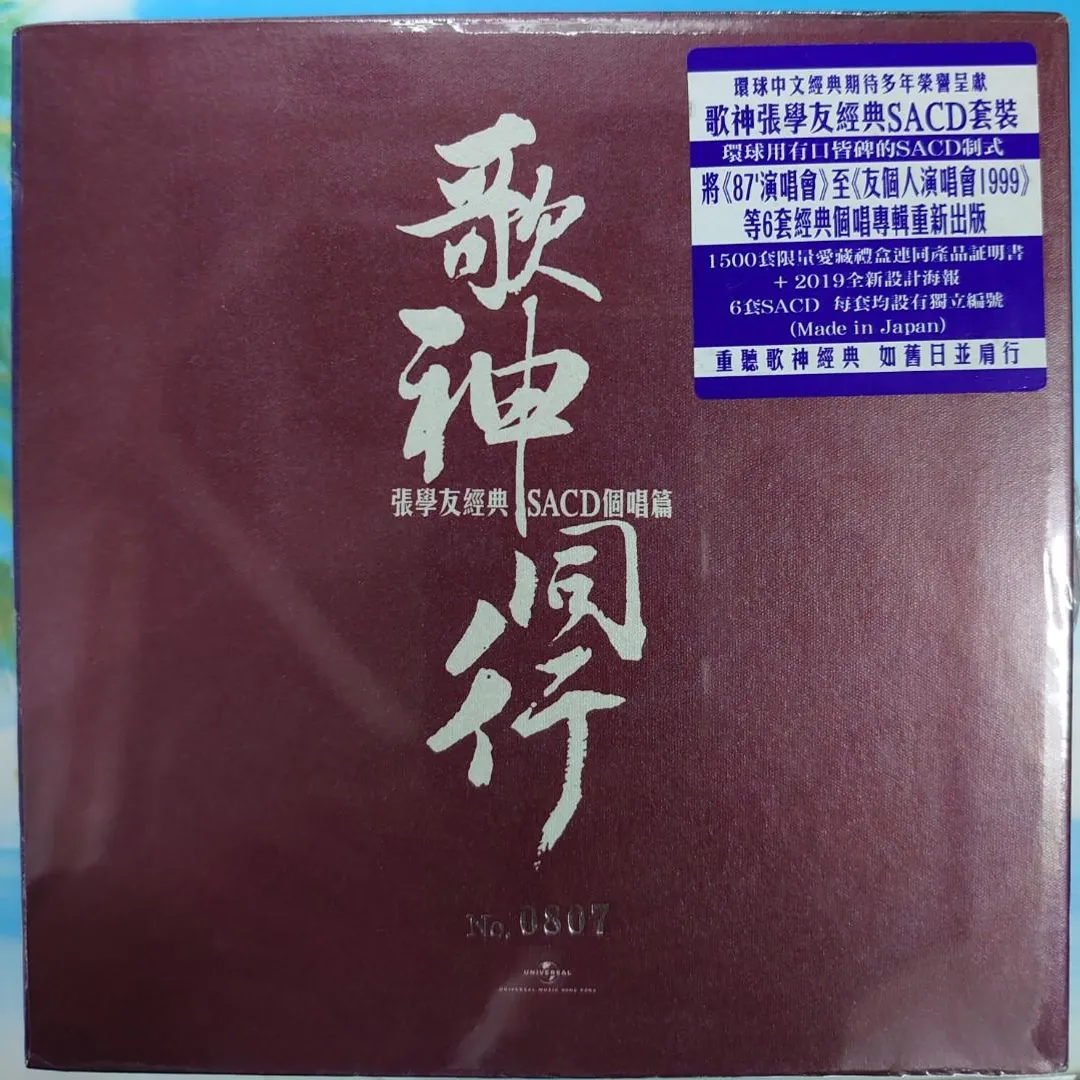 環球中文經典期待多年榮譽呈獻
歌神張學友經典SACD套裝
環球用有口皆碑的SACD制式
將《87'演唱會》至《友個人演唱會1999》
等6套經典個唱專輯重新出版
1500套限量愛藏禮盒連同產品証明書
+ 2019全新設計海報
6套SACD 每套均設有獨立編號
(Made in Japan)
重聽歌神經典 如舊日並肩行
歌神同行
張學友經典 SACD個唱篇
No. 0807
UNIVERSAL
UNIVERSAL MUSIC HONG KONG